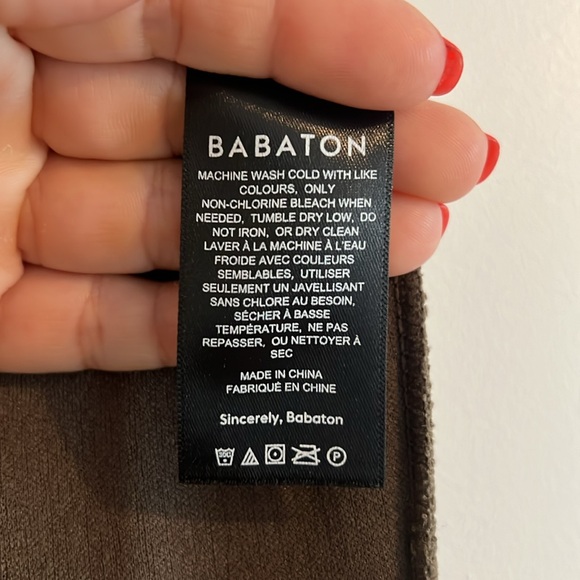 BABATON
MACHINE WASH COLD WITH LIKE
COLOURS, ONLY
NON-CHLORINE BLEACH WHEN
NEEDED, TUMBLE DRY LOW, DO
NOT IRON, OR DRY CLEAN
LAVER À LA MACHINE À L'EAU
FROIDE AVEC COULEURS
SEMBLABLES, UTILISER
SEULEMENT UN JAVELLISANT
SANS CHLORE AU BESOIN,
SÉCHER À BASSE
TEMPÉRATURE, NE PAS
REPASSER, OU NETTOYER À
SEC
MADE IN CHINA
FABRIQUÉ EN CHINE
Sincerely, Babaton
P